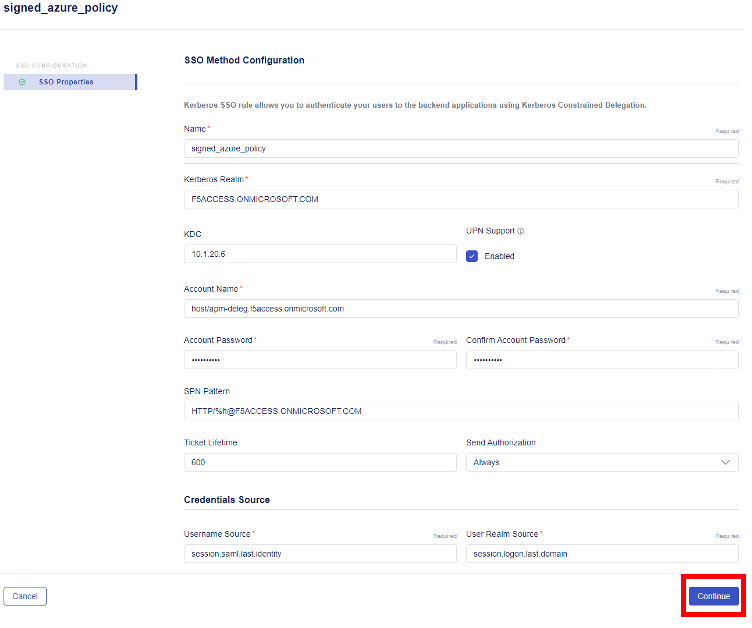 signed_azure_policy
SSO CONFIGURATION
SSO Properties
SSO Method Configuration
Kerberos SSO rule allows you to authenticate your users to the backend applications using Kerberos Constrained Delegation.
Name* Required
signed_azure_policy
Kerberos Realm* Required
F5ACCESS.ONMICROSOFT.COM
KDC UPN Support
10.1.20.6 Enabled
Account Name* Required
host/apm-deleg.f5access.onmicrosoft.com
Account Password* Required Confirm Account Password* Required
•••••••••• ••••••••••
SPN Pattern
HTTP/%h@F5ACCESS.ONMICROSOFT.COM
Ticket Lifetime Send Authorization
600 Always
Credentials Source
Username Source* Required User Realm Source* Required
session.saml.last.identity session.logon.last.domain
Cancel Continue